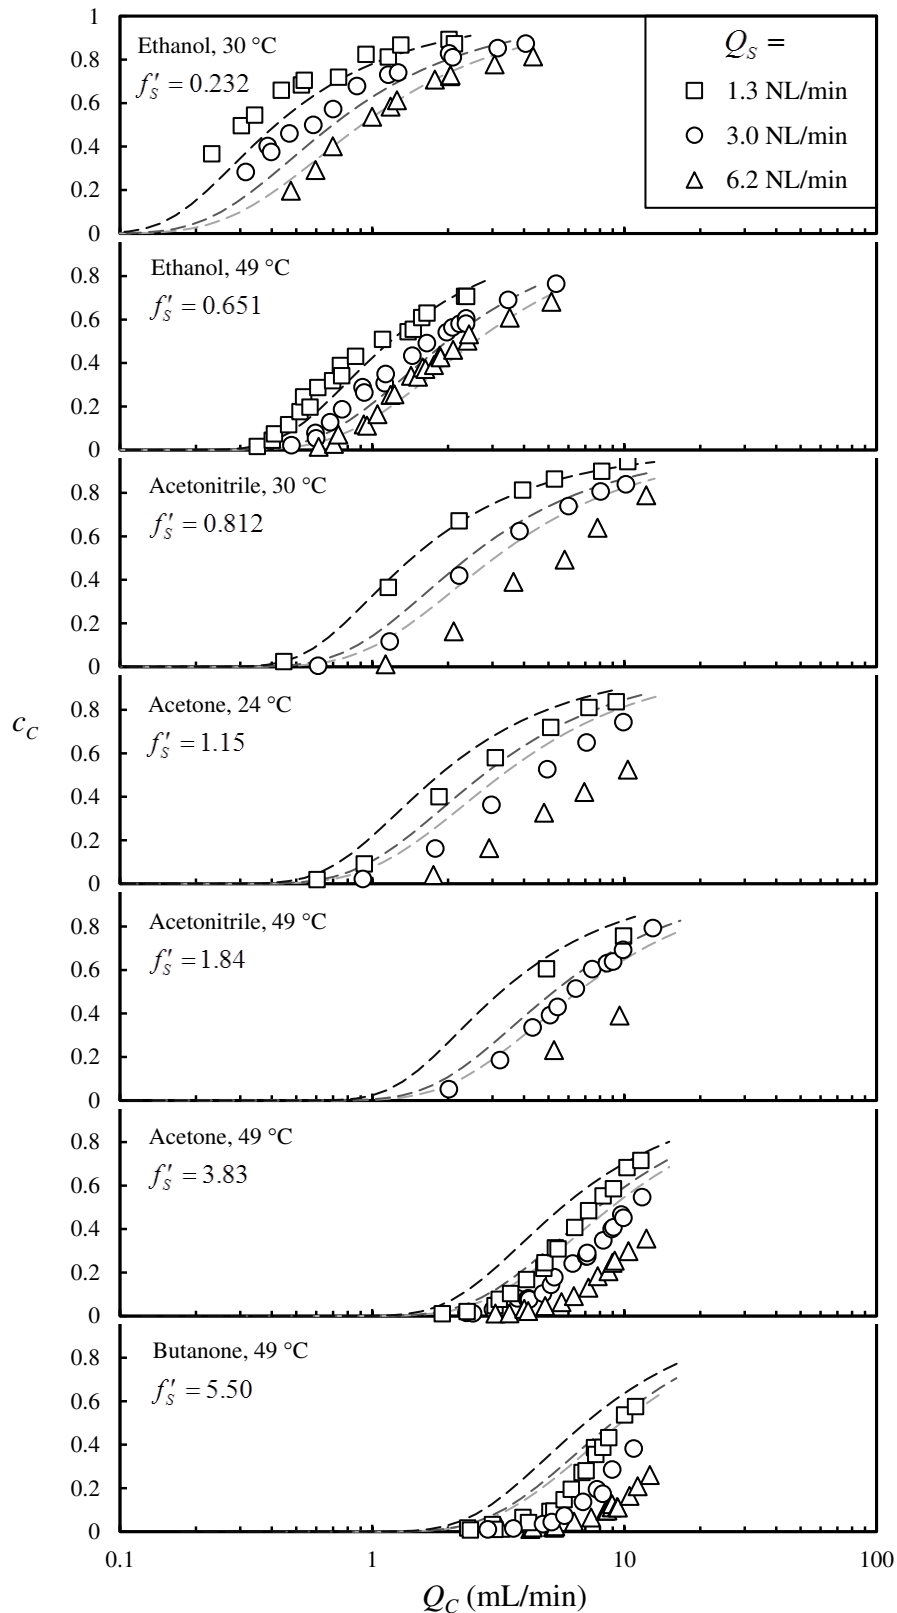 1
0.8
0.6
0.4
0.2
0
Ethanol, 30 °C
f′S = 0.232
QS =
1.3 NL/min
3.0 NL/min
6.2 NL/min
0.8
0.6
0.4
0.2
0
Ethanol, 49 °C
f′S = 0.651
0.8
0.6
0.4
0.2
0
Acetonitrile, 30 °C
f′S = 0.812
cC
0.8
0.6
0.4
0.2
0
Acetone, 24 °C
f′S = 1.15
0.8
0.6
0.4
0.2
0
Acetonitrile, 49 °C
f′S = 1.84
0.8
0.6
0.4
0.2
0
Acetone, 49 °C
f′S = 3.83
0.8
0.6
0.4
0.2
0
Butanone, 49 °C
f′S = 5.50
0.1 1 10 100
QC (mL/min)